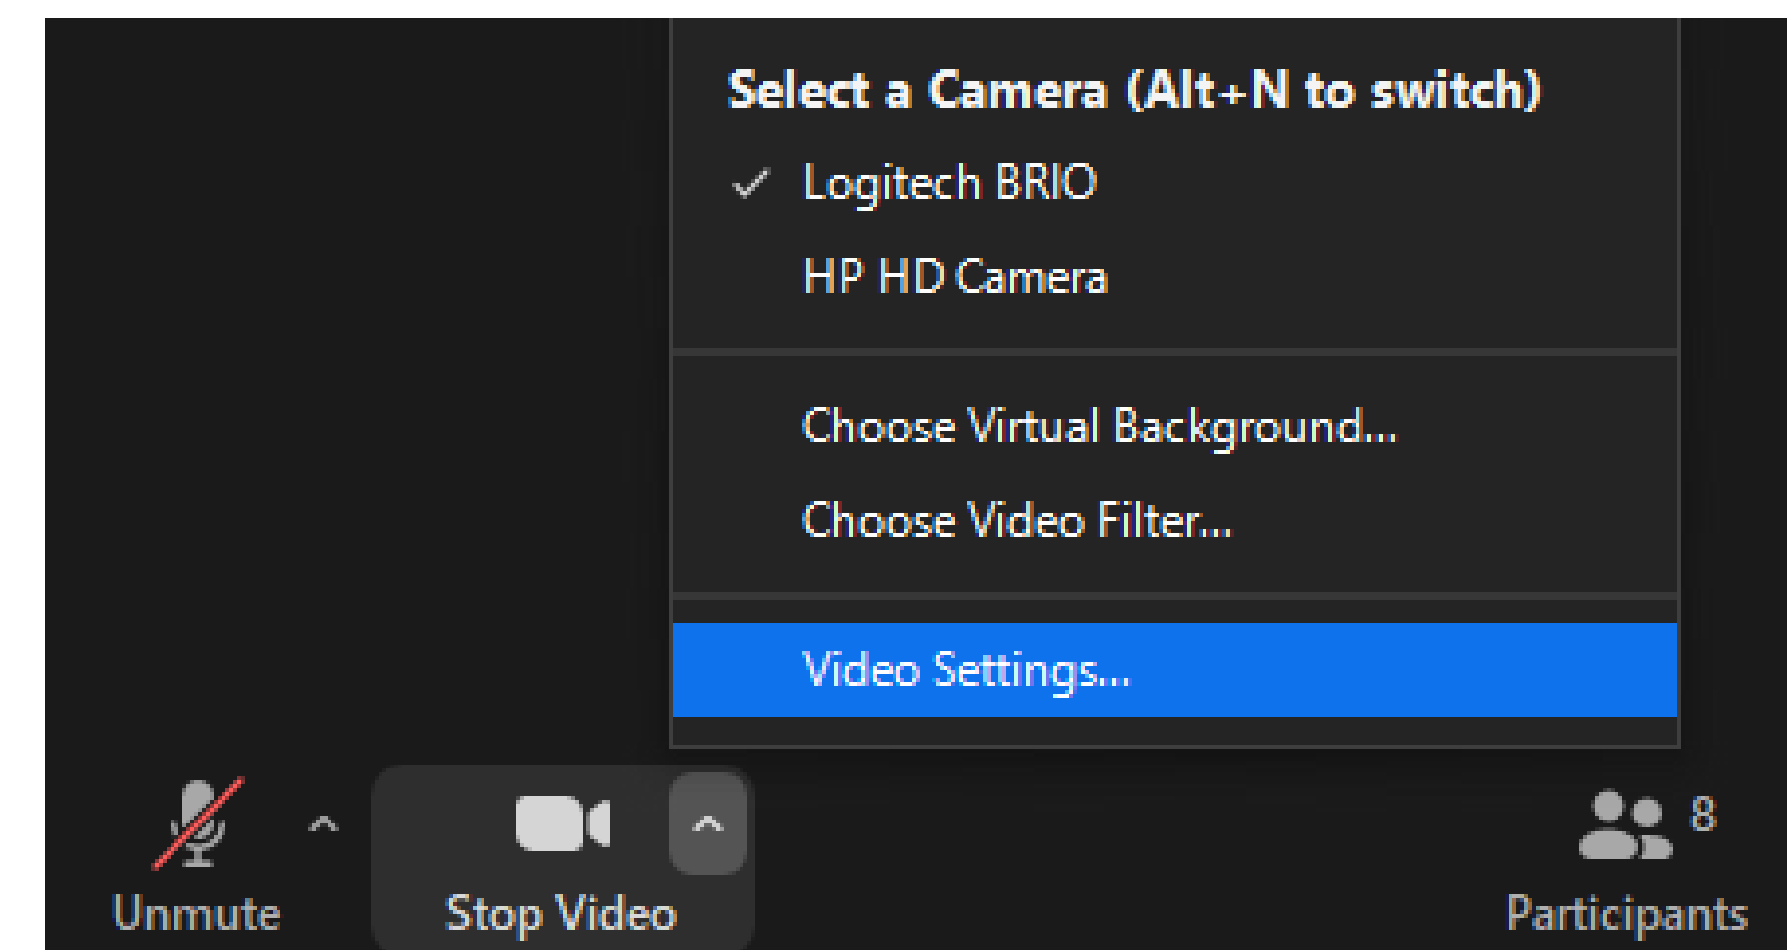 Select a Camera (Alt+N to switch)
Logitech BRIO
HP HD Camera
Choose Virtual Background...
Choose Video Filter...
Video Settings...
8
Unmute
Stop Video
Participants